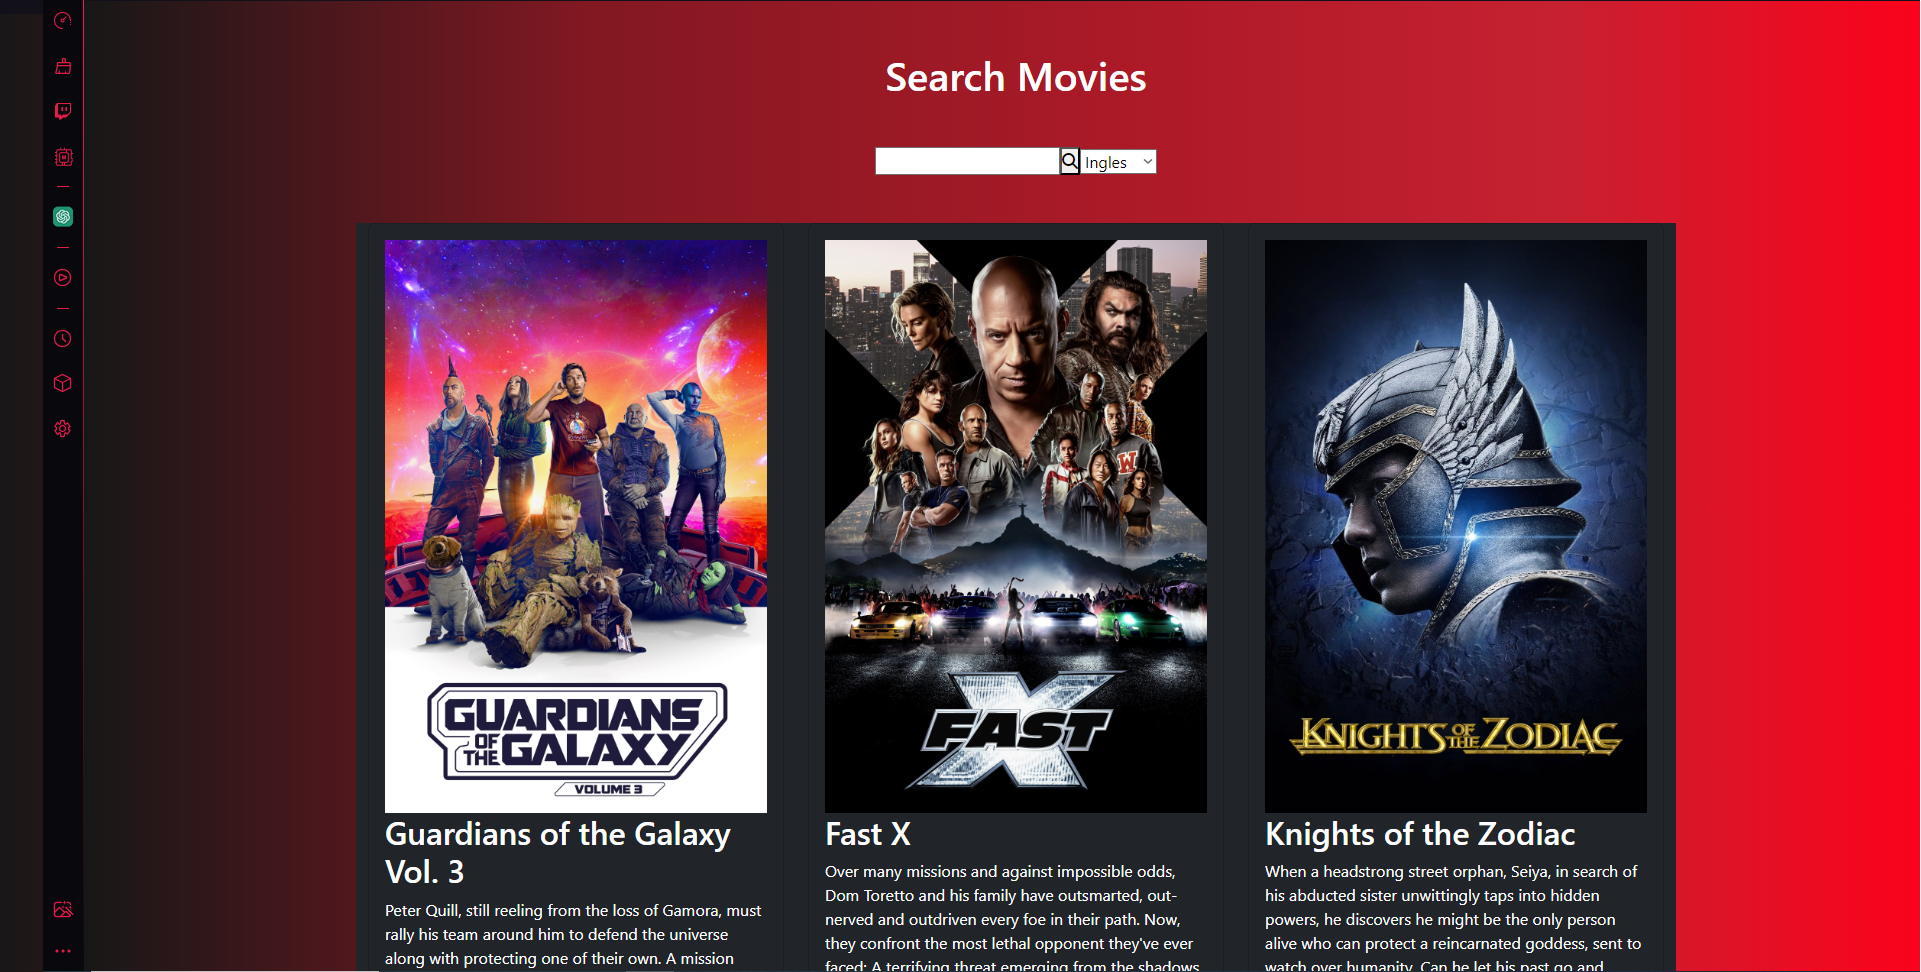 Search Movies
Ingles
GUARDIANS
OF THE GALAXY
VOLUME 3
W
FAST
X
KNIGHTS OF THE ZODIAC
Guardians of the Galaxy
Vol. 3
Peter Quill, still reeling from the loss of Gamora, must
rally his team around him to defend the universe
along with protecting one of their own. A mission
Fast X
Over many missions and against impossible odds,
Dom Toretto and his family have outsmarted, out-
nerved and outdriven every foe in their path. Now,
they confront the most lethal opponent they've ever
faced: A terrifying threat emerging from the shadows
Knights of the Zodiac
When a headstrong street orphan, Seiya, in search of
his abducted sister unwittingly taps into hidden
powers, he discovers he might be the only person
alive who can protect a reincarnated goddess, sent to
watch over humanity. Can he let his past go and